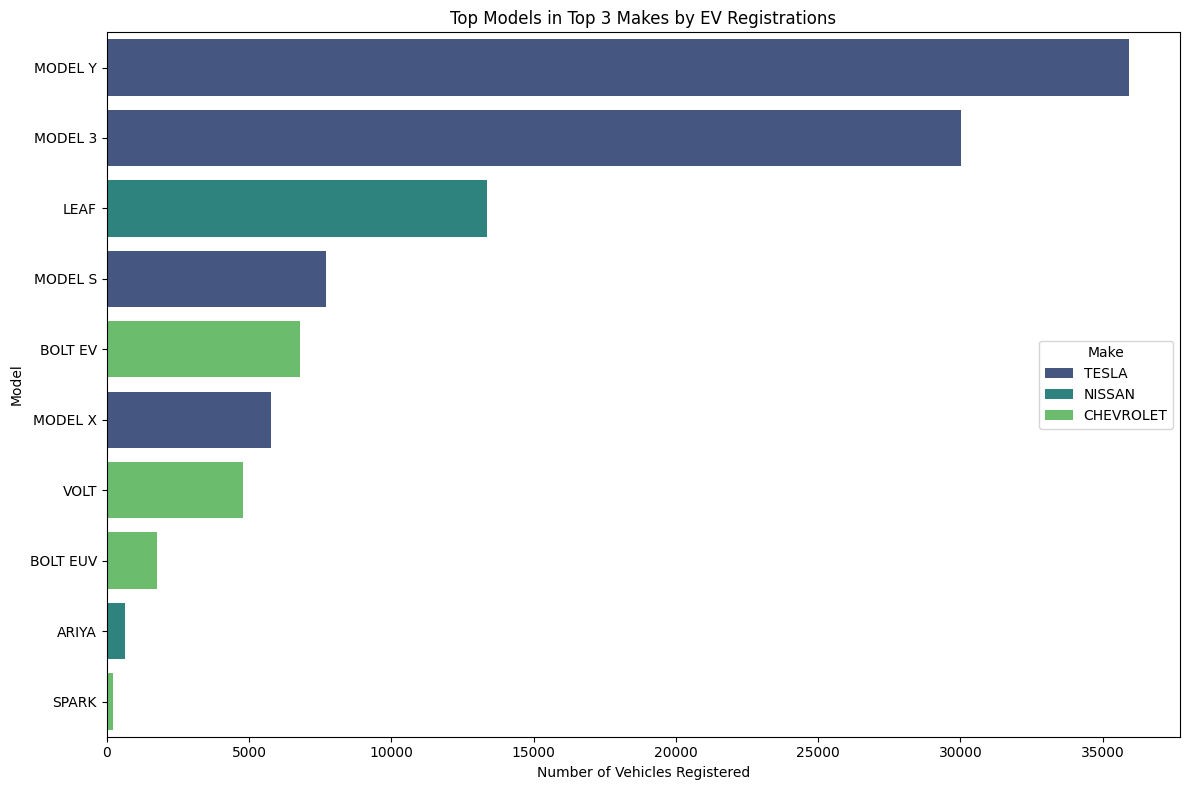 Top Models in Top 3 Makes by EV Registrations
MODEL Y
MODEL 3
LEAF
MODEL S
BOLT EV
MODEL X
VOLT
BOLT EUV
ARIYA
SPARK
Model
Make
TESLA
NISSAN
CHEVROLET
0 5000 10000 15000 20000 25000 30000 35000
Number of Vehicles Registered